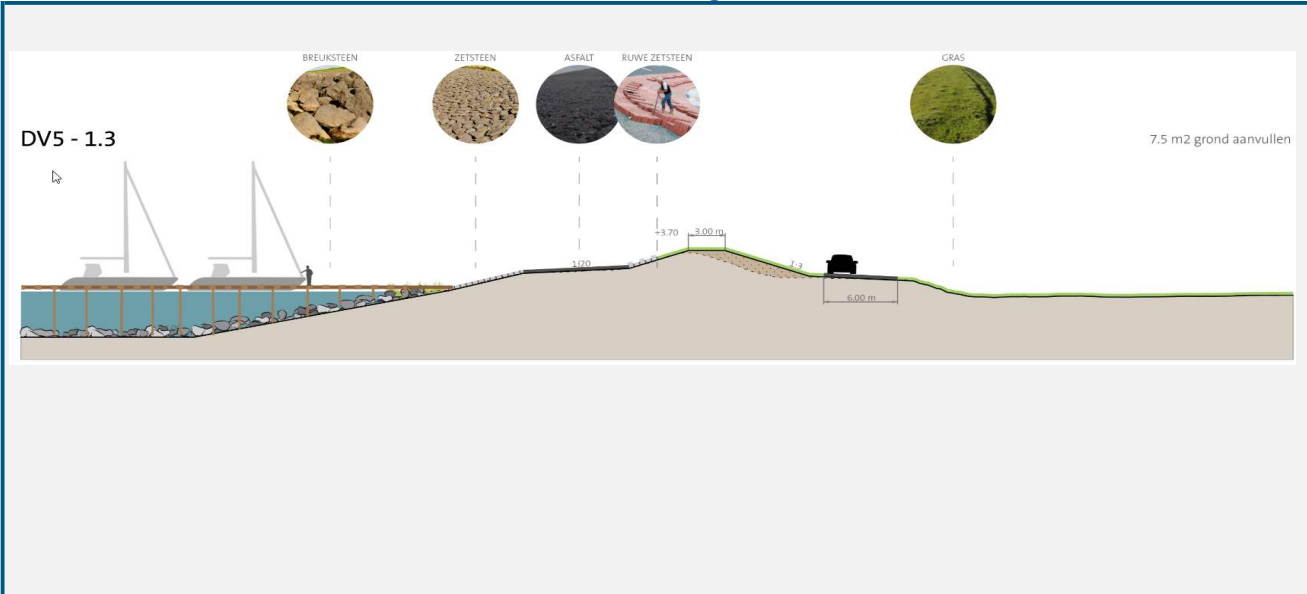 BREUKSTEEN
ZETSTEEN
ASFALT
RUWE ZETSTEEN
GRAS
DV5 - 1.3
7.5 m2 grond aanvullen
+3.70
3.00 m
1:20
1:3
6.00 m